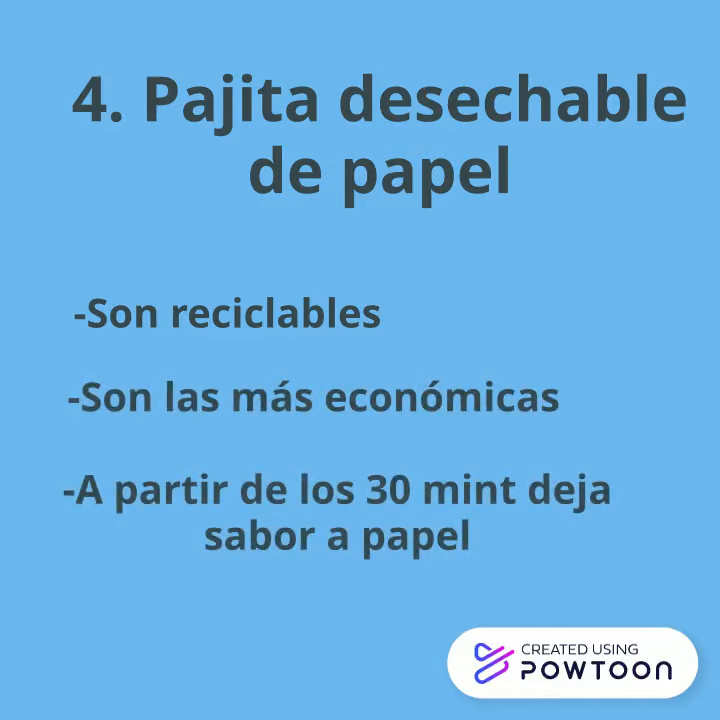 4. Pajita desechable
de papel
-Son reciclables
-Son las más económicas
-A partir de los 30 mint deja
sabor a papel
CREATED USING
POWTOON